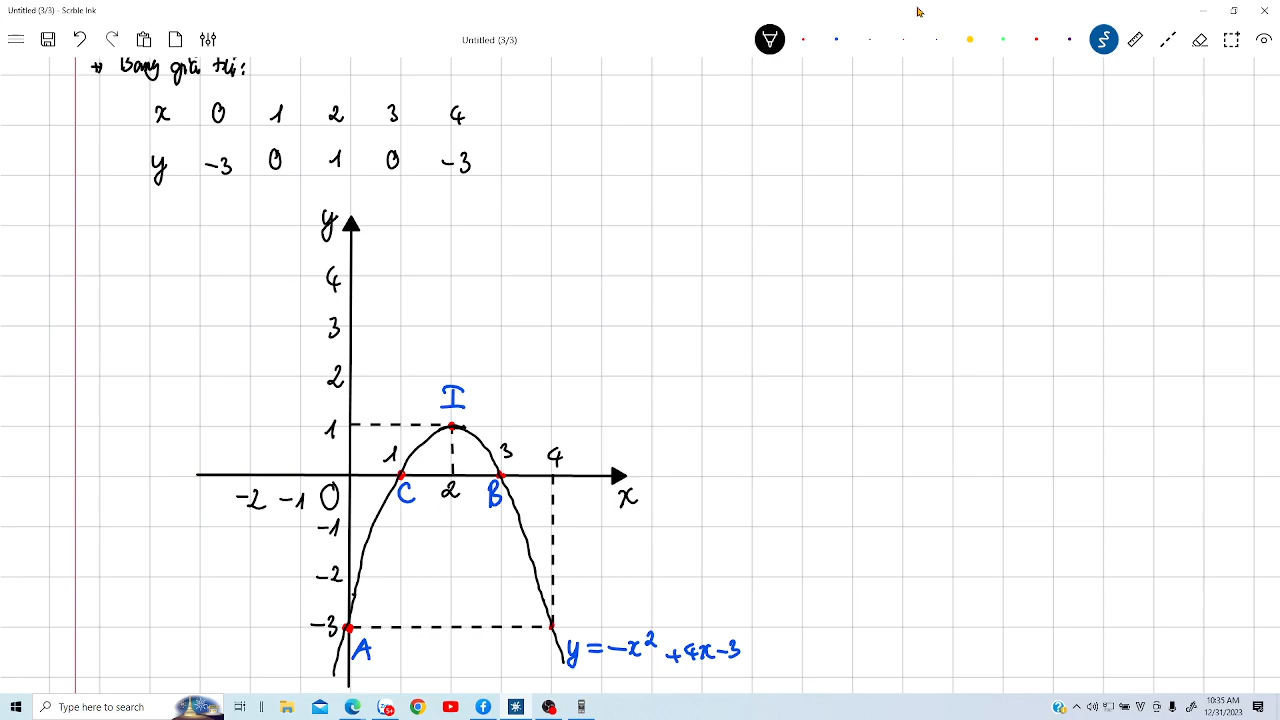 Untitled (3/3) - Scrble Ink
Untitled (3/3)
→ Bảng giá trị:
x 0 1 2 3 4
y -3 0 1 0 -3
y
4
3
2
I
1
1 3 4
-2 -1 0 C 2 B x
-1
-2
-3
A y = -x² + 4x - 3
Type here to search
10:35 AM
12/31/2023